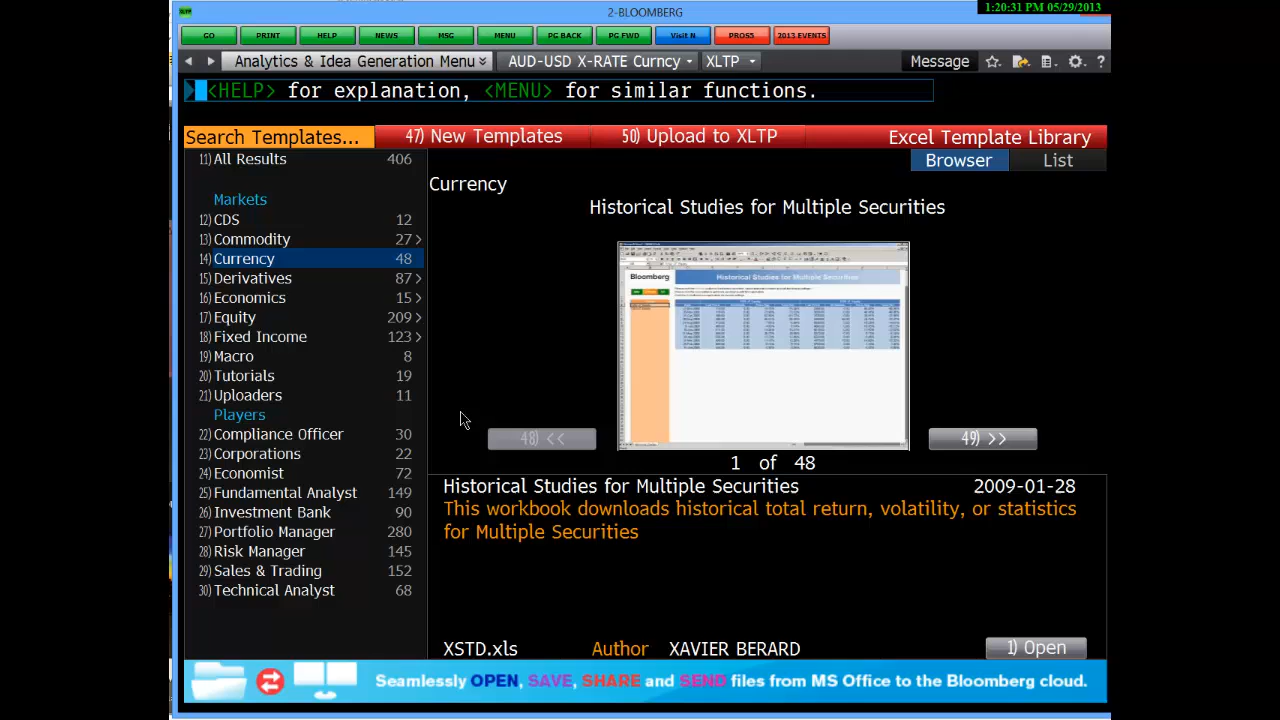 1:20:31 PM 05/29/2013
2-BLOOMBERG
GO PRINT HELP NEWS MSG MENU PG BACK PG FWD Visit N PROS5 2013 EVENTS
Analytics & Idea Generation Menu AUD-USD X-RATE Curncy XLTP Message ?
<HELP> for explanation, <MENU> for similar functions.
Search Templates... 47) New Templates 50) Upload to XLTP Excel Template Library
Browser List
11) All Results 406
Markets
12) CDS 12
13) Commodity 27 >
14) Currency 48
15) Derivatives 87 >
16) Economics 15 >
17) Equity 209 >
18) Fixed Income 123 >
19) Macro 8
20) Tutorials 19
21) Uploaders 11
Players
22) Compliance Officer 30
23) Corporations 22
24) Economist 72
25) Fundamental Analyst 149
26) Investment Bank 90
27) Portfolio Manager 280
28) Risk Manager 145
29) Sales & Trading 152
30) Technical Analyst 68
Currency
Historical Studies for Multiple Securities
Bloomberg
Historical Studies for Multiple Securities
48) << 49) >>
1 of 48
Historical Studies for Multiple Securities 2009-01-28
This workbook downloads historical total return, volatility, or statistics
for Multiple Securities
XSTD.xls Author XAVIER BERARD 1) Open
Seamlessly OPEN, SAVE, SHARE and SEND files from MS Office to the Bloomberg cloud.